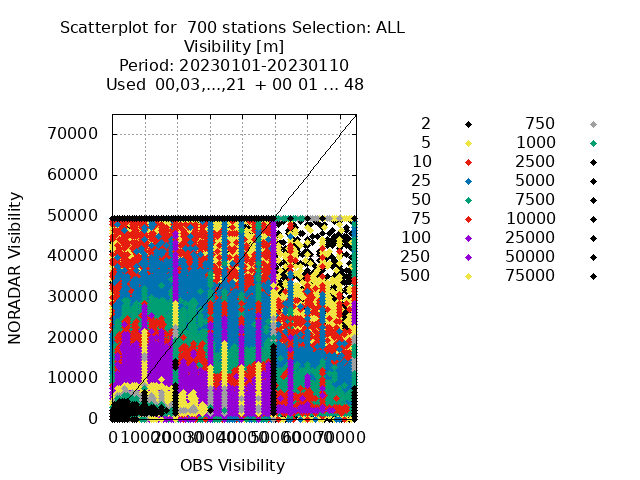 Scatterplot for  700 stations Selection: ALL
Visibility [m]
Period: 20230101-20230110
Used  00,03,...,21  + 00 01 ... 48
70000
60000
50000
40000
30000
20000
10000
0
NORADAR Visibility
0 10000 20000 30000 40000 50000 60000 70000
OBS Visibility
2 750
5 1000
10 2500
25 5000
50 7500
75 10000
100 25000
250 50000
500 75000